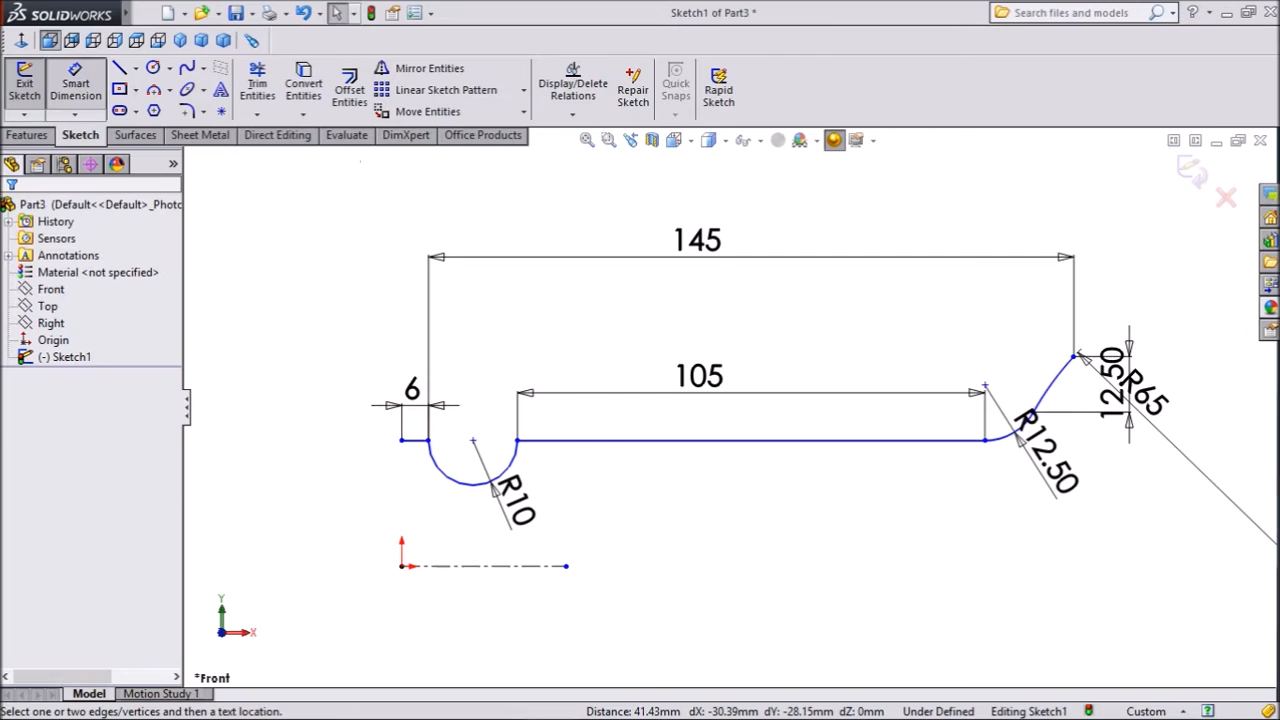 SOLIDWORKS
Sketch1 of Part3 *
Search files and models
Exit Sketch
Smart Dimension
Trim Entities
Convert Entities
Offset Entities
Mirror Entities
Linear Sketch Pattern
Move Entities
Display/Delete Relations
Repair Sketch
Quick Snaps
Rapid Sketch
Features
Sketch
Surfaces
Sheet Metal
Direct Editing
Evaluate
DimXpert
Office Products
Part3 (Default<<Default>_Photo
History
Sensors
Annotations
Material <not specified>
Front
Top
Right
Origin
(-) Sketch1
145
105
6
12.50
R65
R12.50
R10
Y
X
*Front
Model
Motion Study 1
Select one or two edges/vertices and then a text location.
Distance: 41.43mm dX: -30.39mm dY: -28.15mm dZ: 0mm
Under Defined
Editing Sketch1
Custom